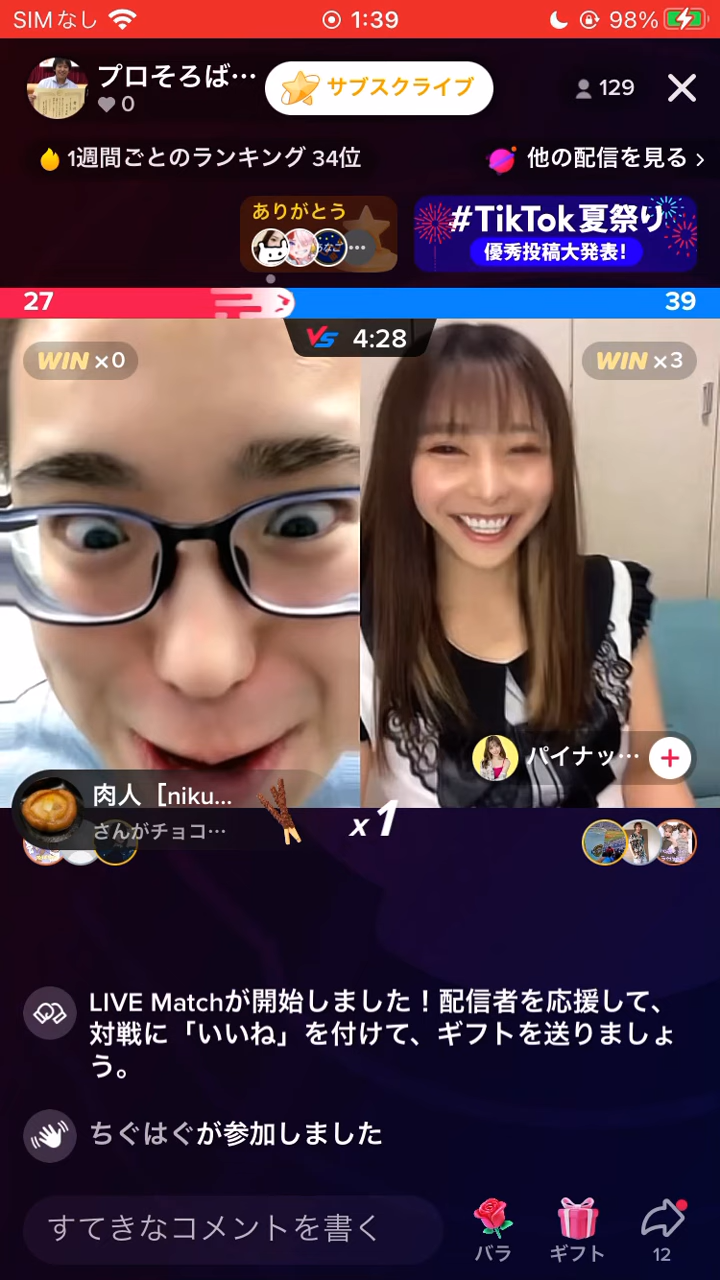 SIMなし 1:39 98%
プロそろば… サブスクライブ 129
0
1週間ごとのランキング 34位 他の配信を見る
ありがとう #TikTok夏祭り
優秀投稿大発表!
27 39
VS 4:28
WIN x0 WIN x3
パイナッ…
肉人［niku...
さんがチョコ…
x1
LIVE Matchが開始しました！配信者を応援して、
対戦に「いいね」を付けて、ギフトを送りましょ
う。
ちぐはぐが参加しました
すてきなコメントを書く
バラ ギフト 12